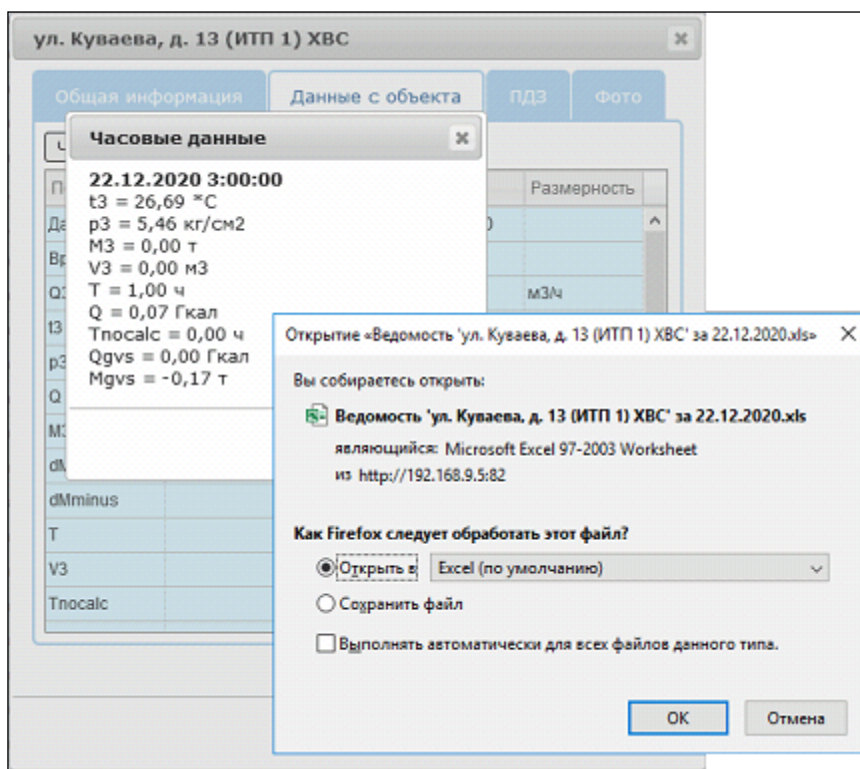 ул. Куваева, д. 13 (ИТП 1) ХВС
Общая информация
Данные с объекта
ПДЗ
Фото
Часовые данные
22.12.2020 3:00:00
t3 = 26,69 *C
p3 = 5,46 кг/см2
M3 = 0,00 т
V3 = 0,00 м3
T = 1,00 ч
Q = 0,07 Гкал
Tnocalc = 0,00 ч
Qgvs = 0,00 Гкал
Mgvs = -0,17 т
Размерность
м3/ч
t3
p3
Q
dMminus
T
V3
Tnocalc
Открытие «Ведомость 'ул. Куваева, д. 13 (ИТП 1) ХВС' за 22.12.2020.xls»
Вы собираетесь открыть:
Ведомость 'ул. Куваева, д. 13 (ИТП 1) ХВС' за 22.12.2020.xls
являющийся: Microsoft Excel 97-2003 Worksheet
из http://192.168.9.5:82
Как Firefox следует обработать этот файл?
Открыть в
Excel (по умолчанию)
Сохранить файл
Выполнять автоматически для всех файлов данного типа.
ОК
Отмена